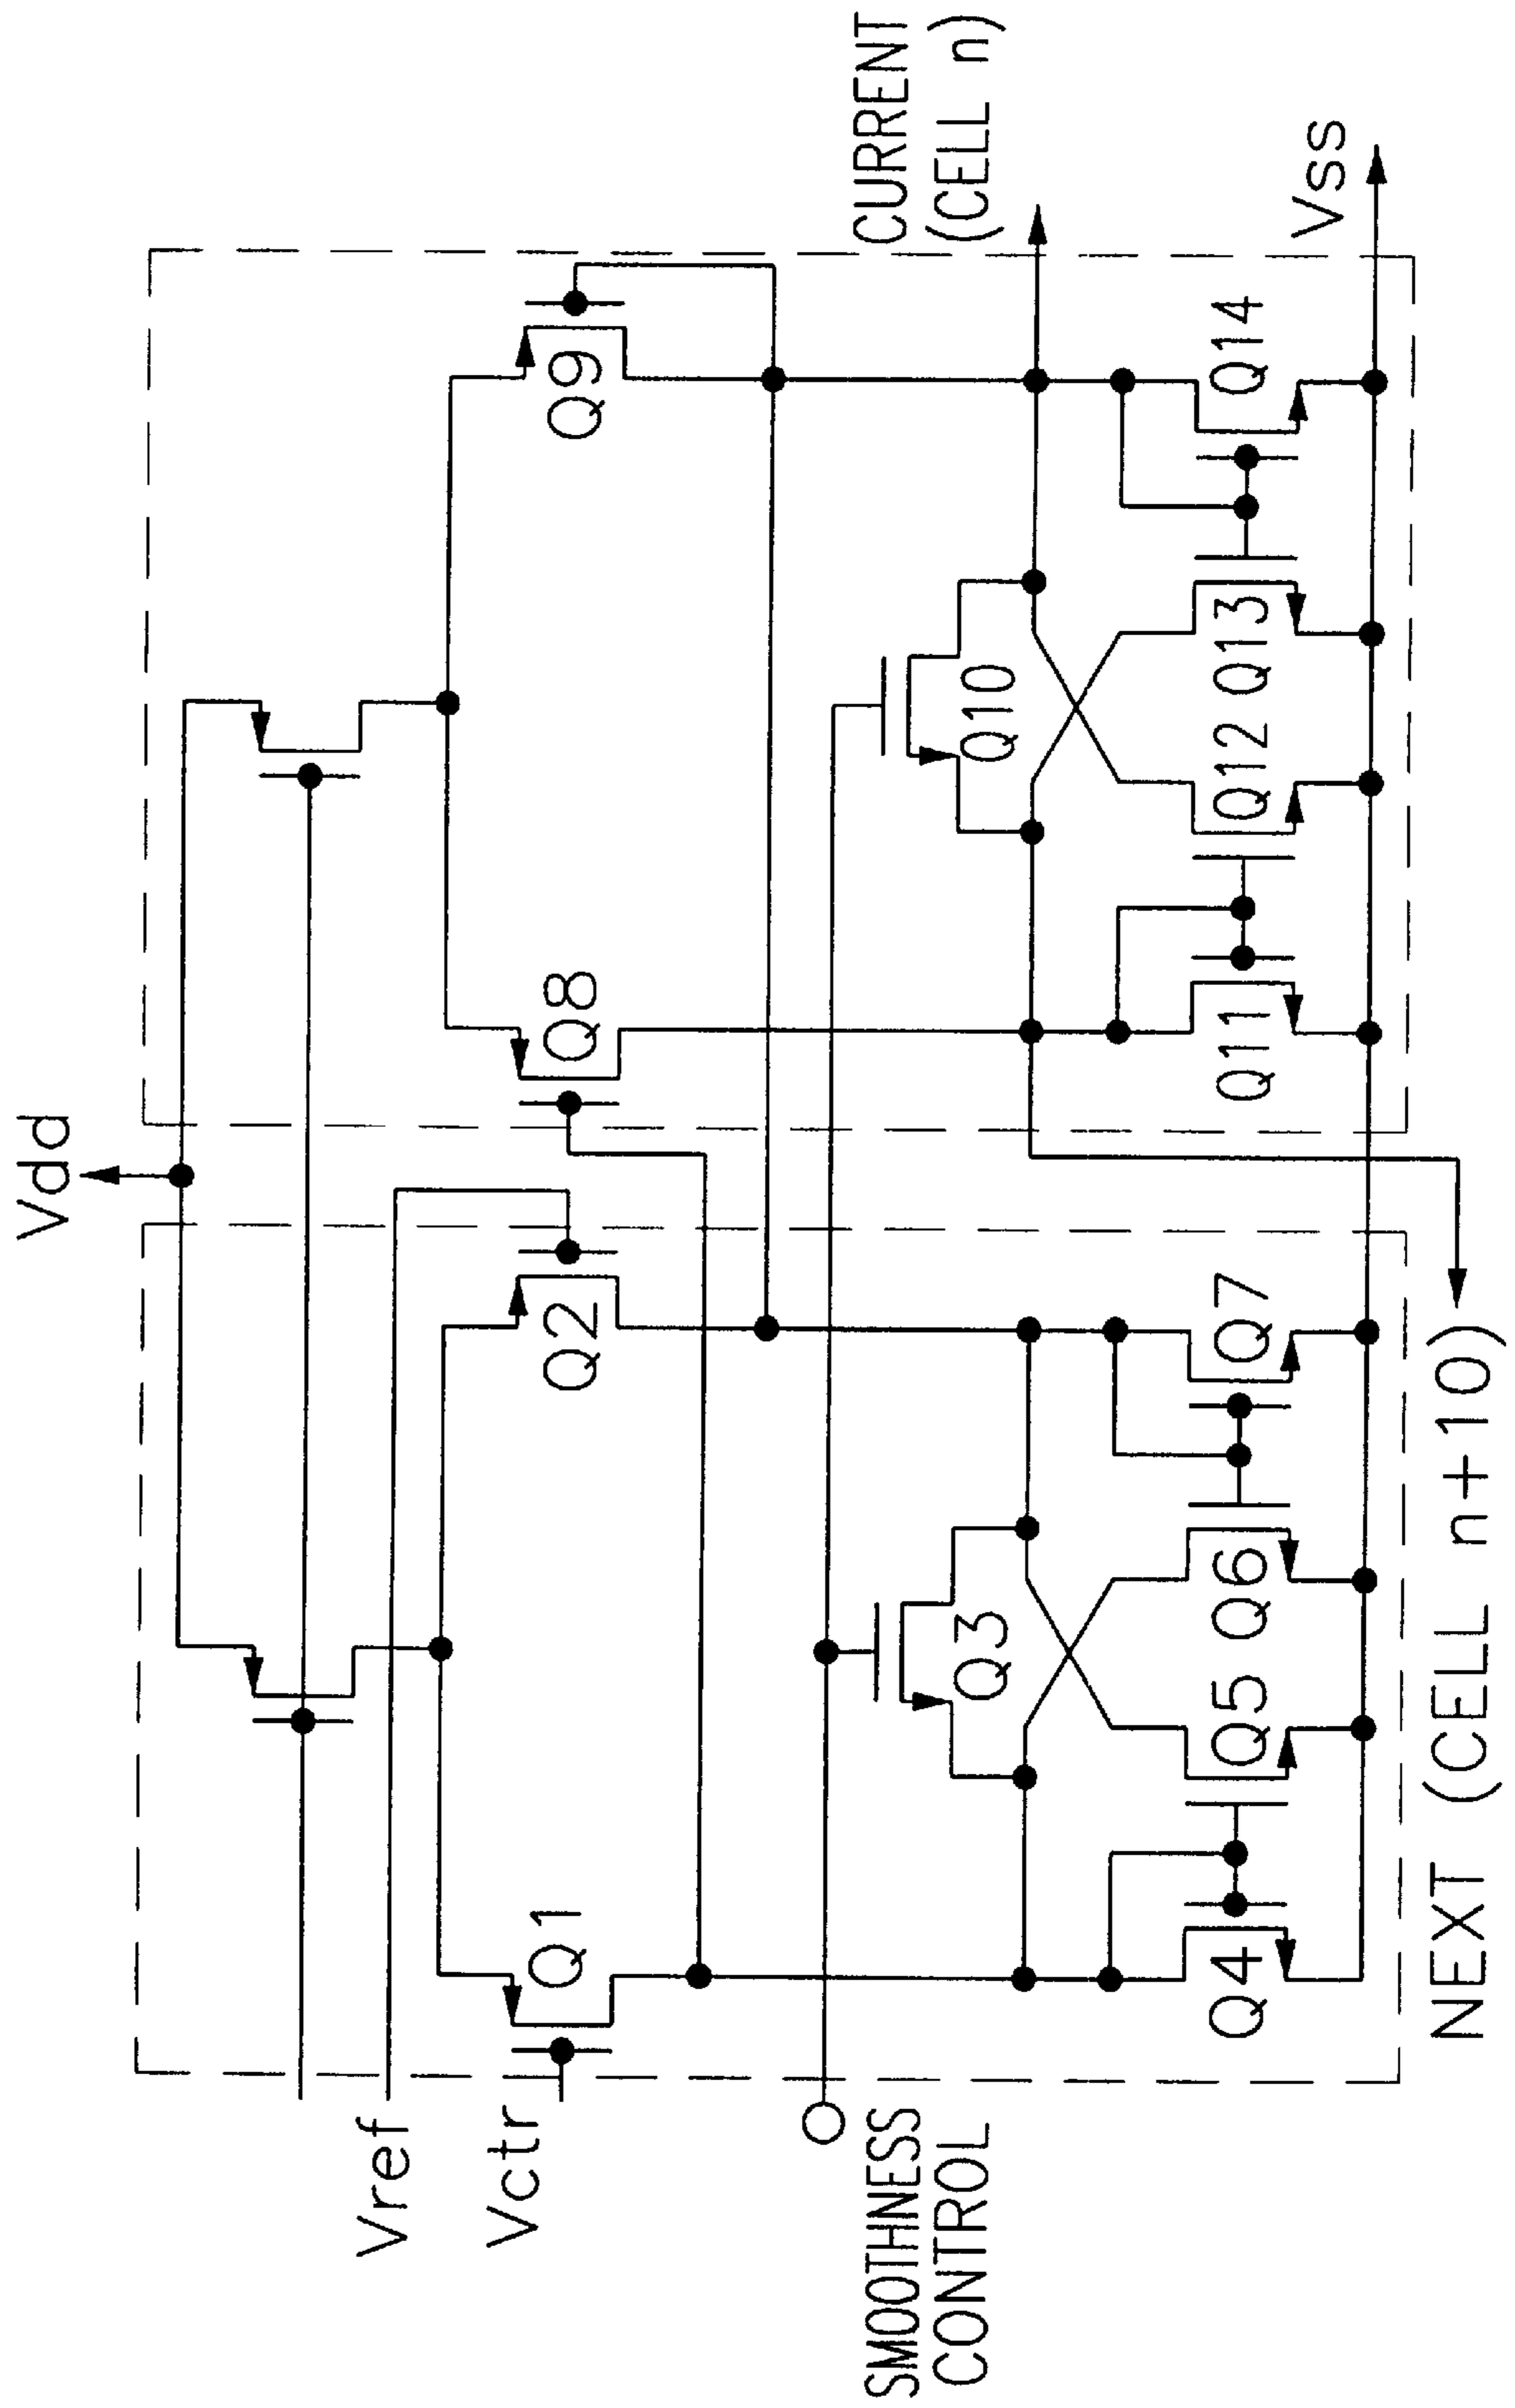 Vdd
Vref
Vctr
SMOOTHNESS
CONTROL
Q1
Q2
Q8
Q9
CURRENT
(CELL n)
Q3
Q10
Q4
Q5
Q6
Q7
Q11
Q12
Q13
Q14
Vss
NEXT (CELL n+10)